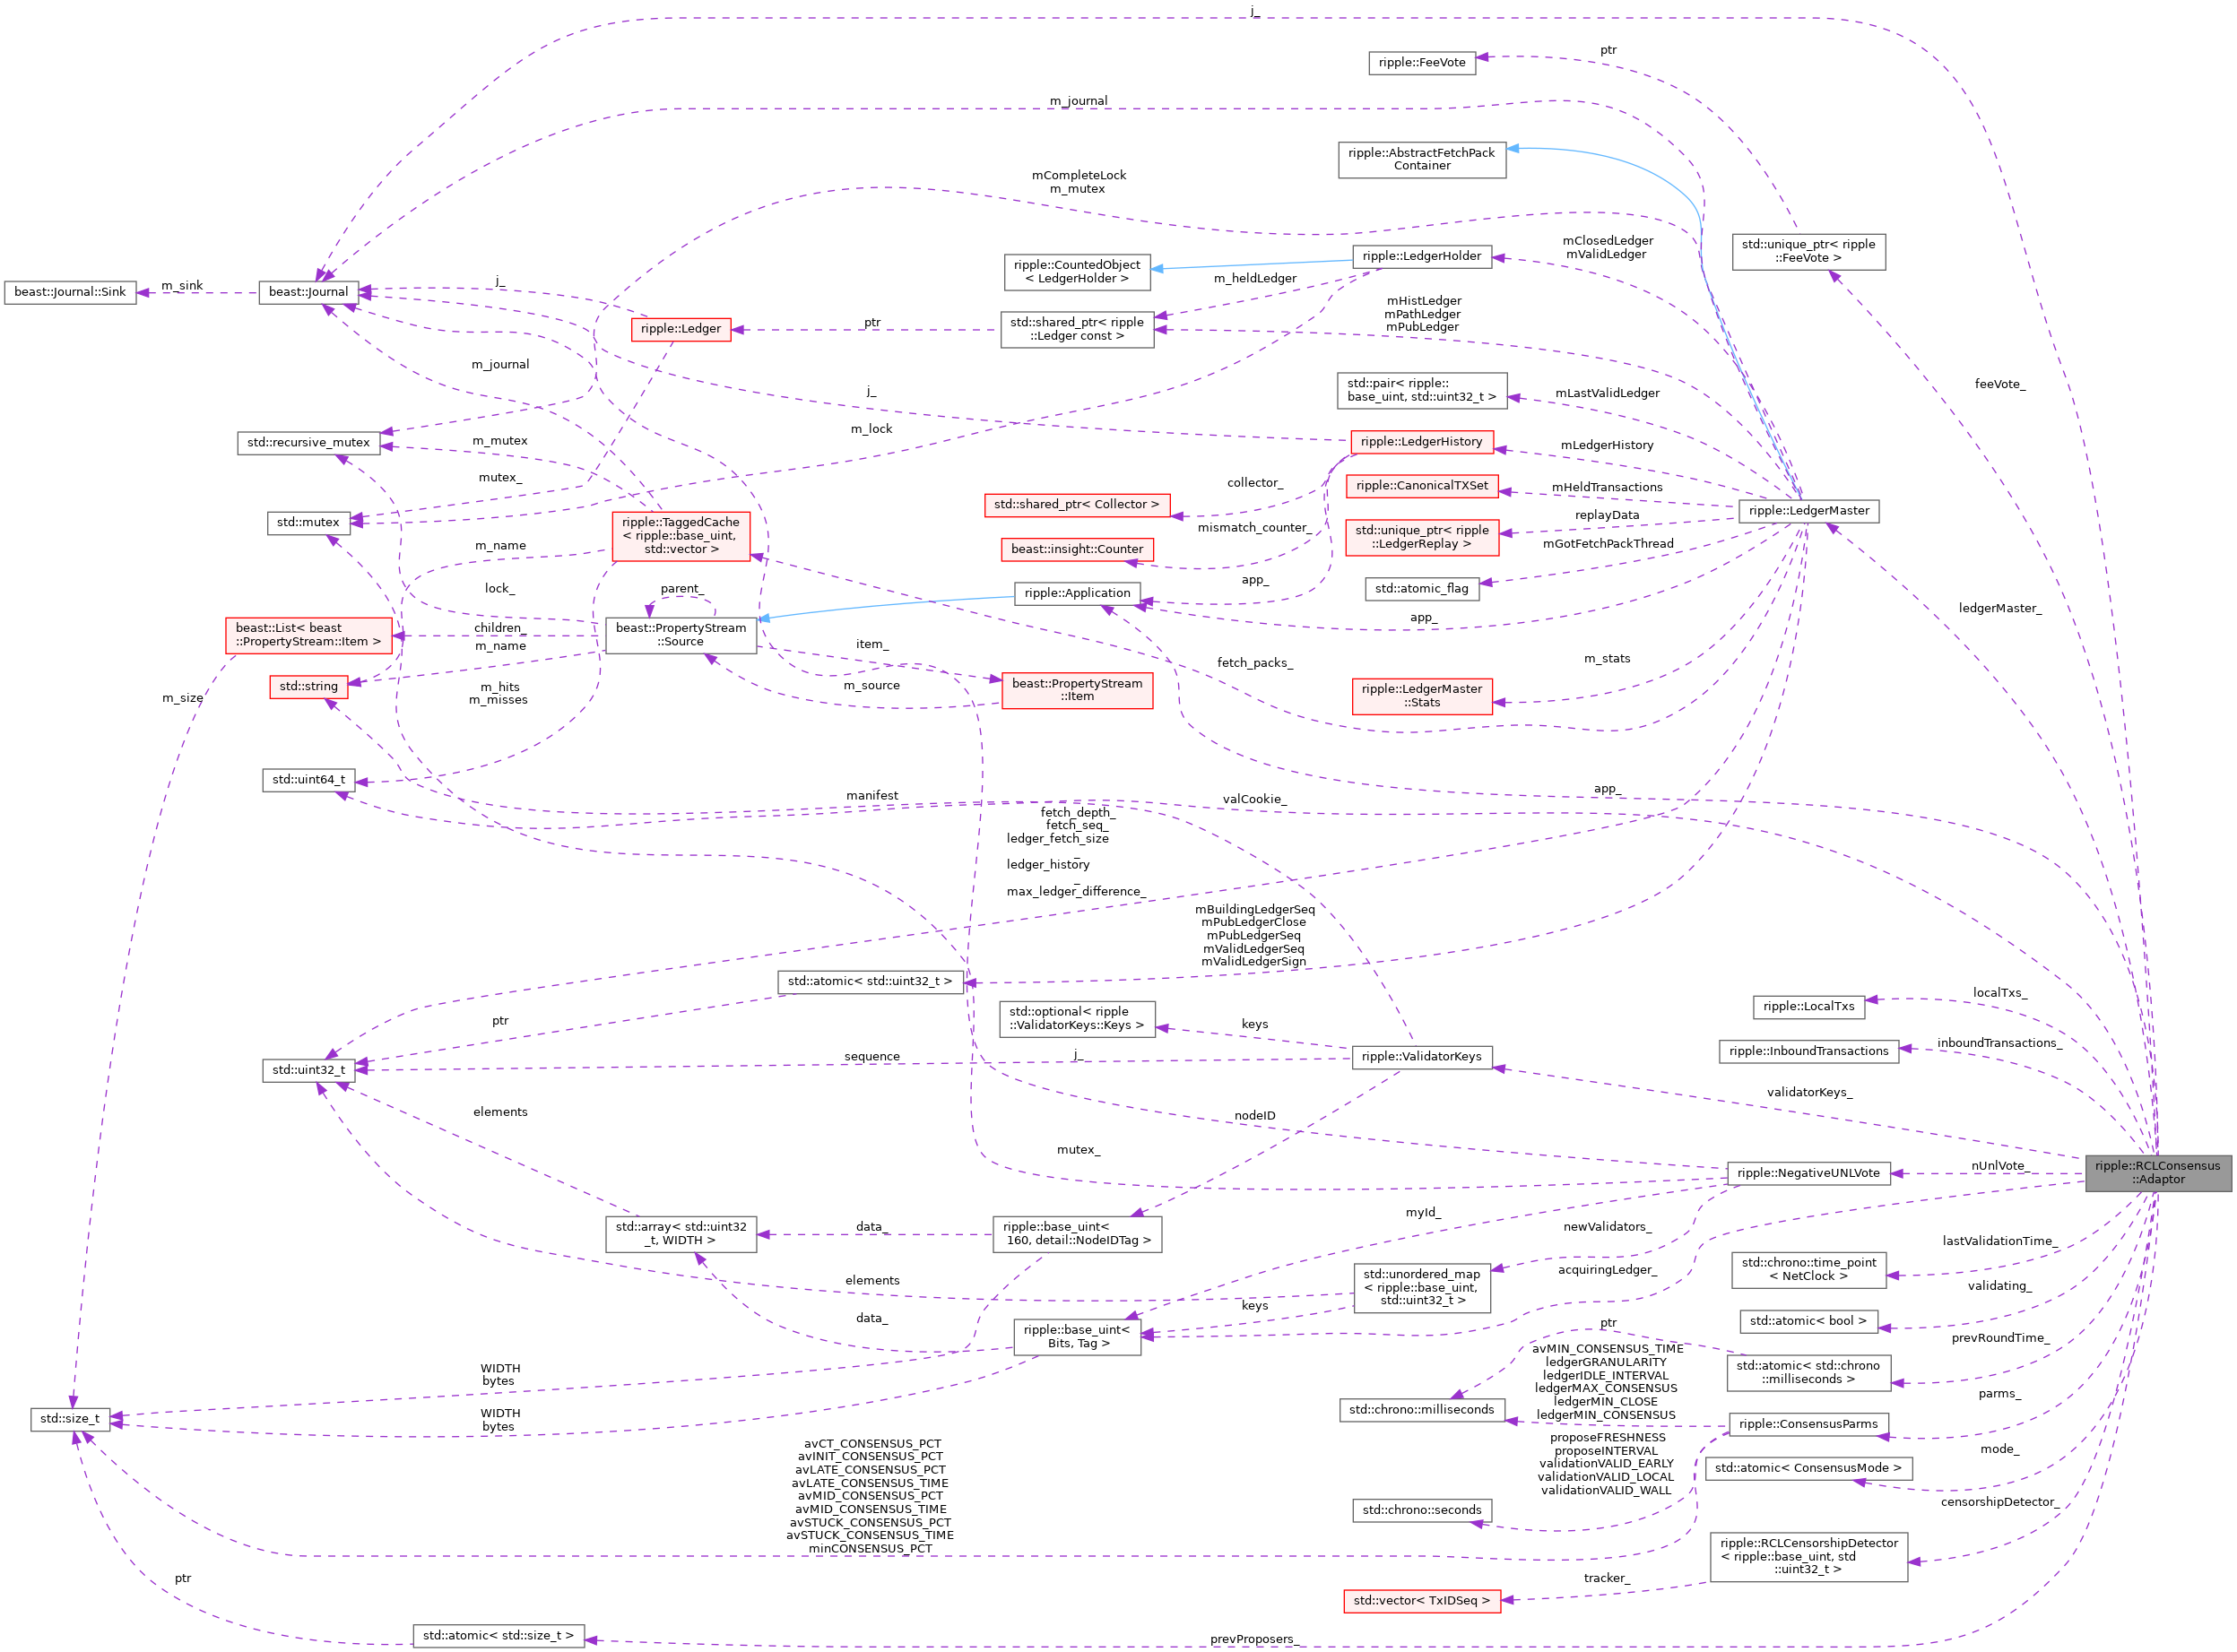 j_
ripple::FeeVote
ptr
m_journal
ripple::AbstractFetchPack
Container
mCompleteLock
m_mutex
mClosedLedger
mValidLedger
std::unique_ptr< ripple
::FeeVote >
ripple::LedgerHolder
ripple::CountedObject
< LedgerHolder >
m_heldLedger
beast::Journal::Sink
m_sink
beast::Journal
j_
ripple::Ledger
ptr
std::shared_ptr< ripple
::Ledger const >
mHistLedger
mPathLedger
mPubLedger
m_journal
feeVote_
std::pair< ripple::
base_uint, std::uint32_t >
mLastValidLedger
j_
m_lock
std::recursive_mutex
m_mutex
ripple::LedgerHistory
mLedgerHistory
mutex_
collector_
std::shared_ptr< Collector >
ripple::CanonicalTXSet
mHeldTransactions
std::mutex
ripple::TaggedCache
< ripple::base_uint,
std::vector >
mismatch_counter_
std::unique_ptr< ripple
::LedgerReplay >
replayData
ripple::LedgerMaster
m_name
beast::insight::Counter
mGotFetchPackThread
lock_
parent_
app_
ripple::Application
std::atomic_flag
app_
ledgerMaster_
beast::List< beast
::PropertyStream::Item >
children_
m_name
beast::PropertyStream
::Source
item_
fetch_packs_
m_stats
std::string
m_hits
m_misses
m_source
beast::PropertyStream
::Item
ripple::LedgerMaster
::Stats
m_size
std::uint64_t
manifest
valCookie_
app_
fetch_depth_
fetch_seq_
ledger_fetch_size
_
ledger_history
_
max_ledger_difference_
mBuildingLedgerSeq
mPubLedgerClose
mPubLedgerSeq
mValidLedgerSeq
mValidLedgerSign
std::atomic< std::uint32_t >
ptr
std::optional< ripple
::ValidatorKeys::Keys >
keys
ripple::LocalTxs
localTxs_
ripple::InboundTransactions
inboundTransactions_
std::uint32_t
sequence
j_
ripple::ValidatorKeys
validatorKeys_
elements
nodeID
mutex_
ripple::NegativeUNLVote
nUnlVote_
ripple::RCLConsensus
::Adaptor
std::array< std::uint32
_t, WIDTH >
data_
ripple::base_uint<
160, detail::NodeIDTag >
myId_
newValidators_
std::chrono::time_point
< NetClock >
lastValidationTime_
elements
acquiringLedger_
std::unordered_map
< ripple::base_uint,
std::uint32_t >
validating_
data_
keys
ripple::base_uint<
Bits, Tag >
std::atomic< bool >
ptr
prevRoundTime_
WIDTH
bytes
avMIN_CONSENSUS_TIME
ledgerGRANULARITY
ledgerIDLE_INTERVAL
ledgerMAX_CONSENSUS
ledgerMIN_CLOSE
ledgerMIN_CONSENSUS
std::atomic< std::chrono
::milliseconds >
std::chrono::milliseconds
parms_
std::size_t
WIDTH
bytes
ripple::ConsensusParms
proposeFRESHNESS
proposeINTERVAL
validationVALID_EARLY
validationVALID_LOCAL
validationVALID_WALL
mode_
std::atomic< ConsensusMode >
avCT_CONSENSUS_PCT
avINIT_CONSENSUS_PCT
avLATE_CONSENSUS_PCT
avLATE_CONSENSUS_TIME
avMID_CONSENSUS_PCT
avMID_CONSENSUS_TIME
avSTUCK_CONSENSUS_PCT
avSTUCK_CONSENSUS_TIME
minCONSENSUS_PCT
std::chrono::seconds
censorshipDetector_
ripple::RCLCensorshipDetector
< ripple::base_uint, std
::uint32_t >
ptr
tracker_
std::vector< TxIDSeq >
std::atomic< std::size_t >
prevProposers_